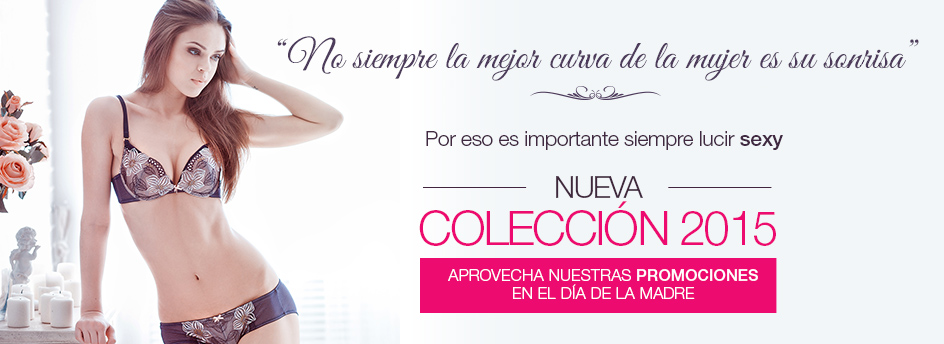 “No siempre la mejor curva de la mujer es su sonrisa”
Por eso es importante siempre lucir sexy
NUEVA
COLECCIÓN 2015
APROVECHA NUESTRAS PROMOCIONES
EN EL DÍA DE LA MADRE